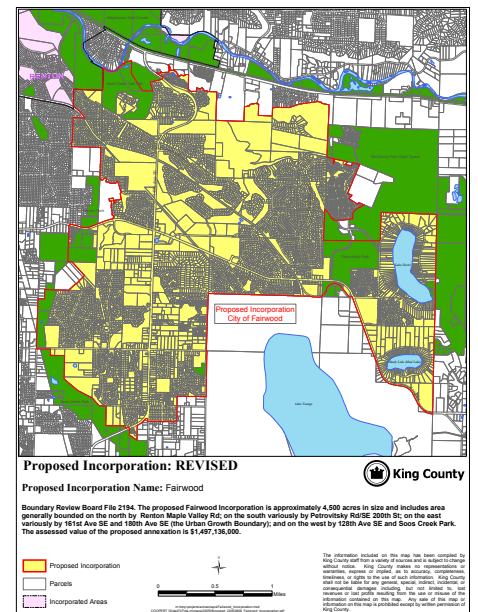 RENTON
Proposed Incorporation
City of Fairwood
Lake Youngs
Proposed Incorporation: REVISED
King County
Proposed Incorporation Name: Fairwood
Boundary Review Board File 2194. The proposed Fairwood Incorporation is approximately 4,500 acres in size and includes area
generally bounded on the north by Renton Maple Valley Rd; on the south variously by Petrovitsky Rd/SE 200th St; on the east
variously by 161st Ave SE and 180th Ave SE (the Urban Growth Boundary); and on the west by 128th Ave SE and Soos Creek Park.
The assessed value of the proposed annexation is $1,497,136,000.
Proposed Incorporation
Parcels
Incorporated Areas
0 0.5 1
Miles
The information included on this map has been compiled by
King County staff from a variety of sources and is subject to change
without notice. King County makes no representations or
warranties, express or implied, as to accuracy, completeness,
timeliness, or rights to the use of such information. King County
shall not be liable for any general, special, indirect, incidental, or
consequential damages including, but not limited to, lost
revenues or lost profits resulting from the use or misuse of the
information contained on this map. Any sale of this map or
information on this map is prohibited except by written permission of
King County.